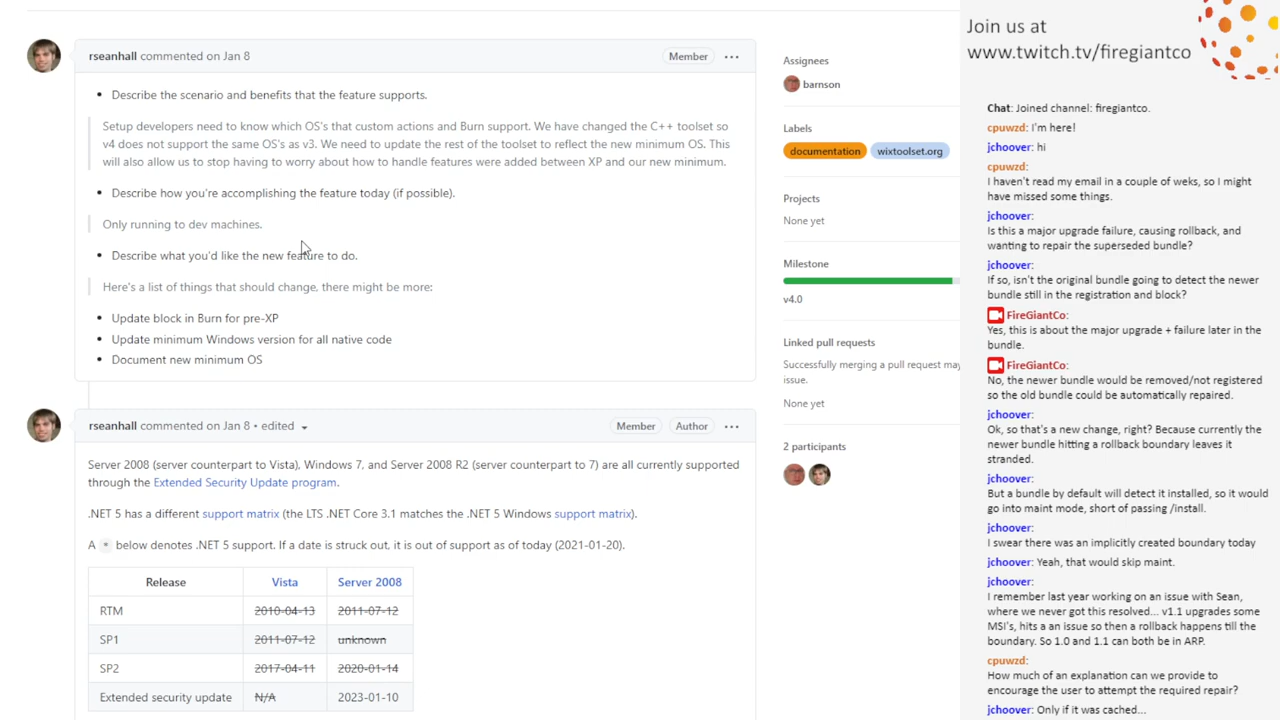 rseanhall commented on Jan 8
Member
...
Describe the scenario and benefits that the feature supports.
Setup developers need to know which OS's that custom actions and Burn support. We have changed the C++ toolset so
v4 does not support the same OS's as v3. We need to update the rest of the toolset to reflect the new minimum OS. This
will also allow us to stop having to worry about how to handle features were added between XP and our new minimum.
Describe how you're accomplishing the feature today (if possible).
Only running to dev machines.
Describe what you'd like the new feature to do.
Here's a list of things that should change, there might be more:
Update block in Burn for pre-XP
Update minimum Windows version for all native code
Document new minimum OS
rseanhall commented on Jan 8 • edited
Member
Author
...
Server 2008 (server counterpart to Vista), Windows 7, and Server 2008 R2 (server counterpart to 7) are all currently supported
through the Extended Security Update program.
.NET 5 has a different support matrix (the LTS .NET Core 3.1 matches the .NET 5 Windows support matrix).
A * below denotes .NET 5 support. If a date is struck out, it is out of support as of today (2021-01-20).
Release Vista Server 2008
RTM 2010-04-13 2011-07-12
SP1 2011-07-12 unknown
SP2 2017-04-11 2020-01-14
Extended security update N/A 2023-01-10
Assignees
barnson
Labels
documentation wixtoolset.org
Projects
None yet
Milestone
v4.0
Linked pull requests
Successfully merging a pull request may
issue.
None yet
2 participants
Join us at
www.twitch.tv/firegiantco
Chat: Joined channel: firegiantco.
cpuwzd: I'm here!
jchoover: hi
cpuwzd:
I haven't read my email in a couple of weks, so I might
have missed some things.
jchoover:
Is this a major upgrade failure, causing rollback, and
wanting to repair the superseded bundle?
jchoover:
If so, isn't the original bundle going to detect the newer
bundle still in the registration and block?
FireGiantCo:
Yes, this is about the major upgrade + failure later in the
bundle.
FireGiantCo:
No, the newer bundle would be removed/not registered
so the old bundle could be automatically repaired.
jchoover:
Ok, so that's a new change, right? Because currently the
newer bundle hitting a rollback boundary leaves it
stranded.
jchoover:
But a bundle by default will detect it installed, so it would
go into maint mode, short of passing /install.
jchoover:
I swear there was an implicitly created boundary today
jchoover: Yeah, that would skip maint.
jchoover:
I remember last year working on an issue with Sean,
where we never got this resolved... v1.1 upgrades some
MSI's, hits a an issue so then a rollback happens till the
boundary. So 1.0 and 1.1 can both be in ARP.
cpuwzd:
How much of an explanation can we provide to
encourage the user to attempt the required repair?
jchoover: Only if it was cached...